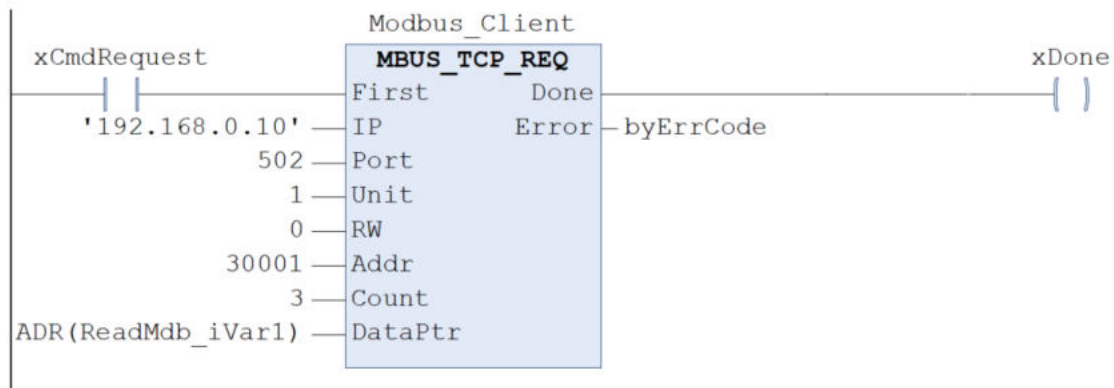 Modbus_Client
xCmdRequest
MBUS_TCP_REQ
xDone
First Done
'192.168.0.10' IP Error byErrCode
502 Port
1 Unit
0 RW
30001 Addr
3 Count
ADR(ReadMdb_iVar1) DataPtr